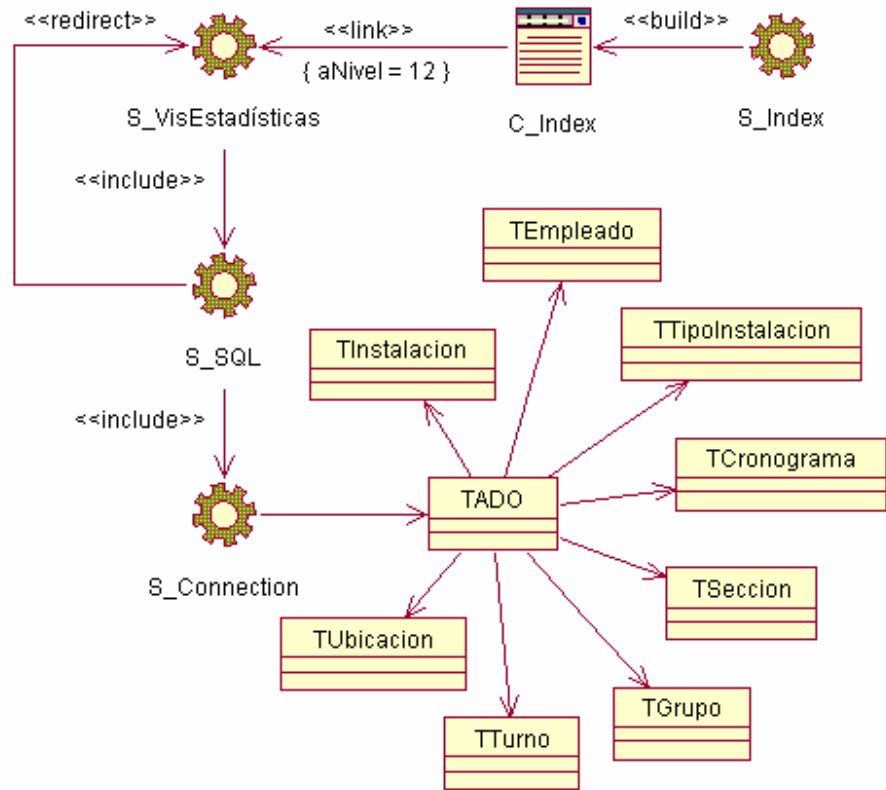 <<redirect>>
<<link>>
<<build>>
{ aNivel = 12 }
S_VisEstadísticas
C_Index
S_Index
<<include>>
TEmpleado
TInstalacion
TTipoInstalacion
S_SQL
<<include>>
TCronograma
TADO
S_Connection
TSeccion
TUbicacion
TGrupo
TTurno